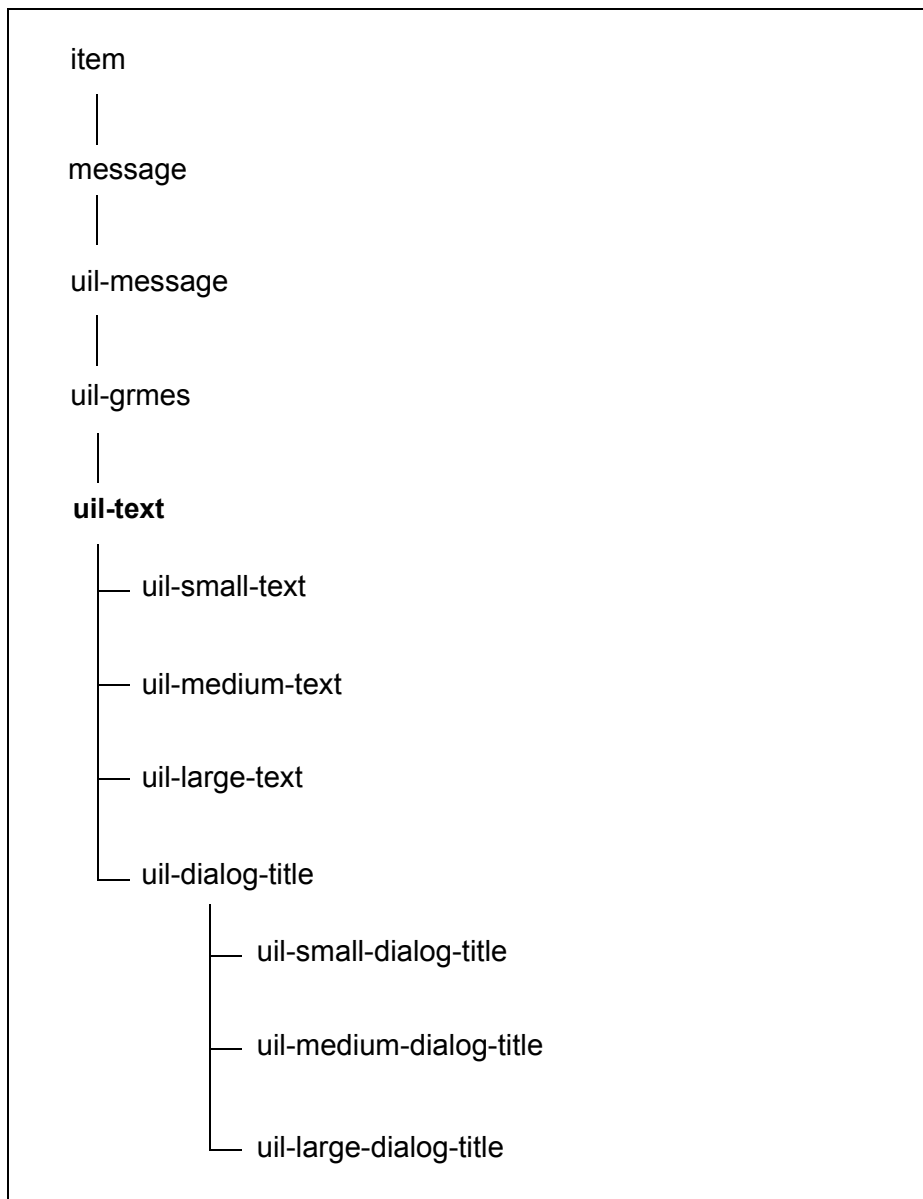 item
message
uil-message
uil-grmes
uil-text
uil-small-text
uil-medium-text
uil-large-text
uil-dialog-title
uil-small-dialog-title
uil-medium-dialog-title
uil-large-dialog-title